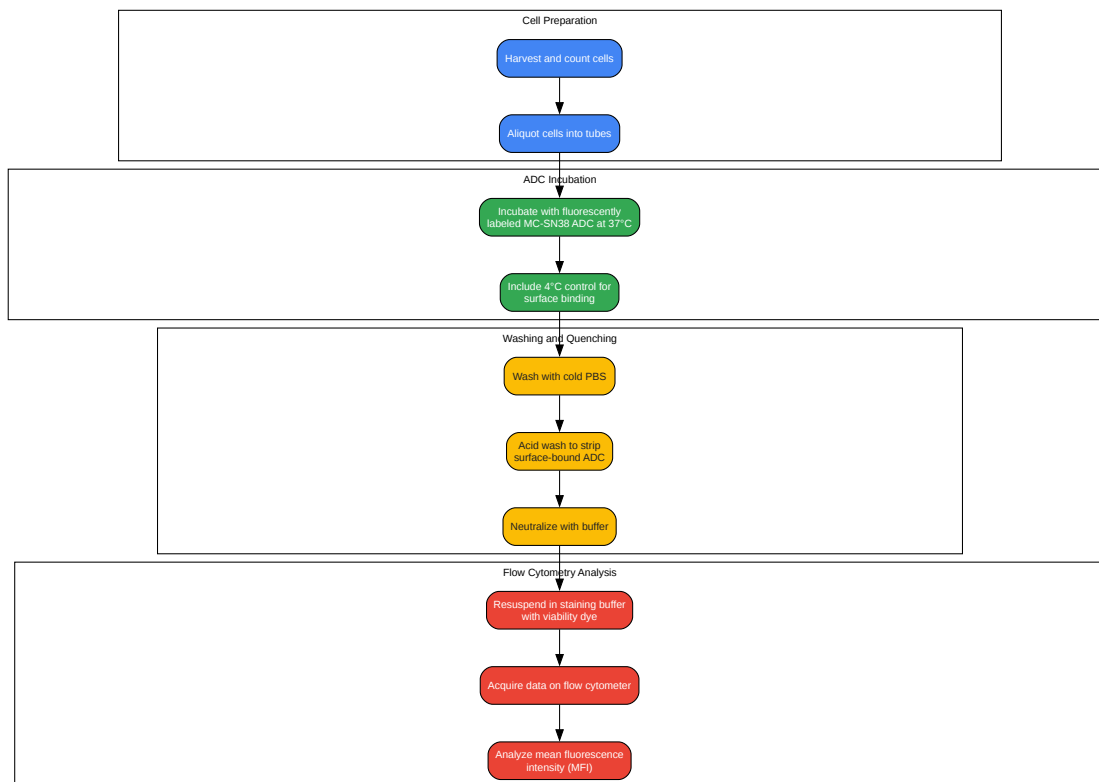 Cell Preparation
Harvest and count cells
Aliquot cells into tubes
ADC Incubation
Incubate with fluorescently
labeled MC-SN38 ADC at 37°C
Include 4°C control for
surface binding
Washing and Quenching
Wash with cold PBS
Acid wash to strip
surface-bound ADC
Neutralize with buffer
Flow Cytometry Analysis
Resuspend in staining buffer
with viability dye
Acquire data on flow cytometer
Analyze mean fluorescence
intensity (MFI)